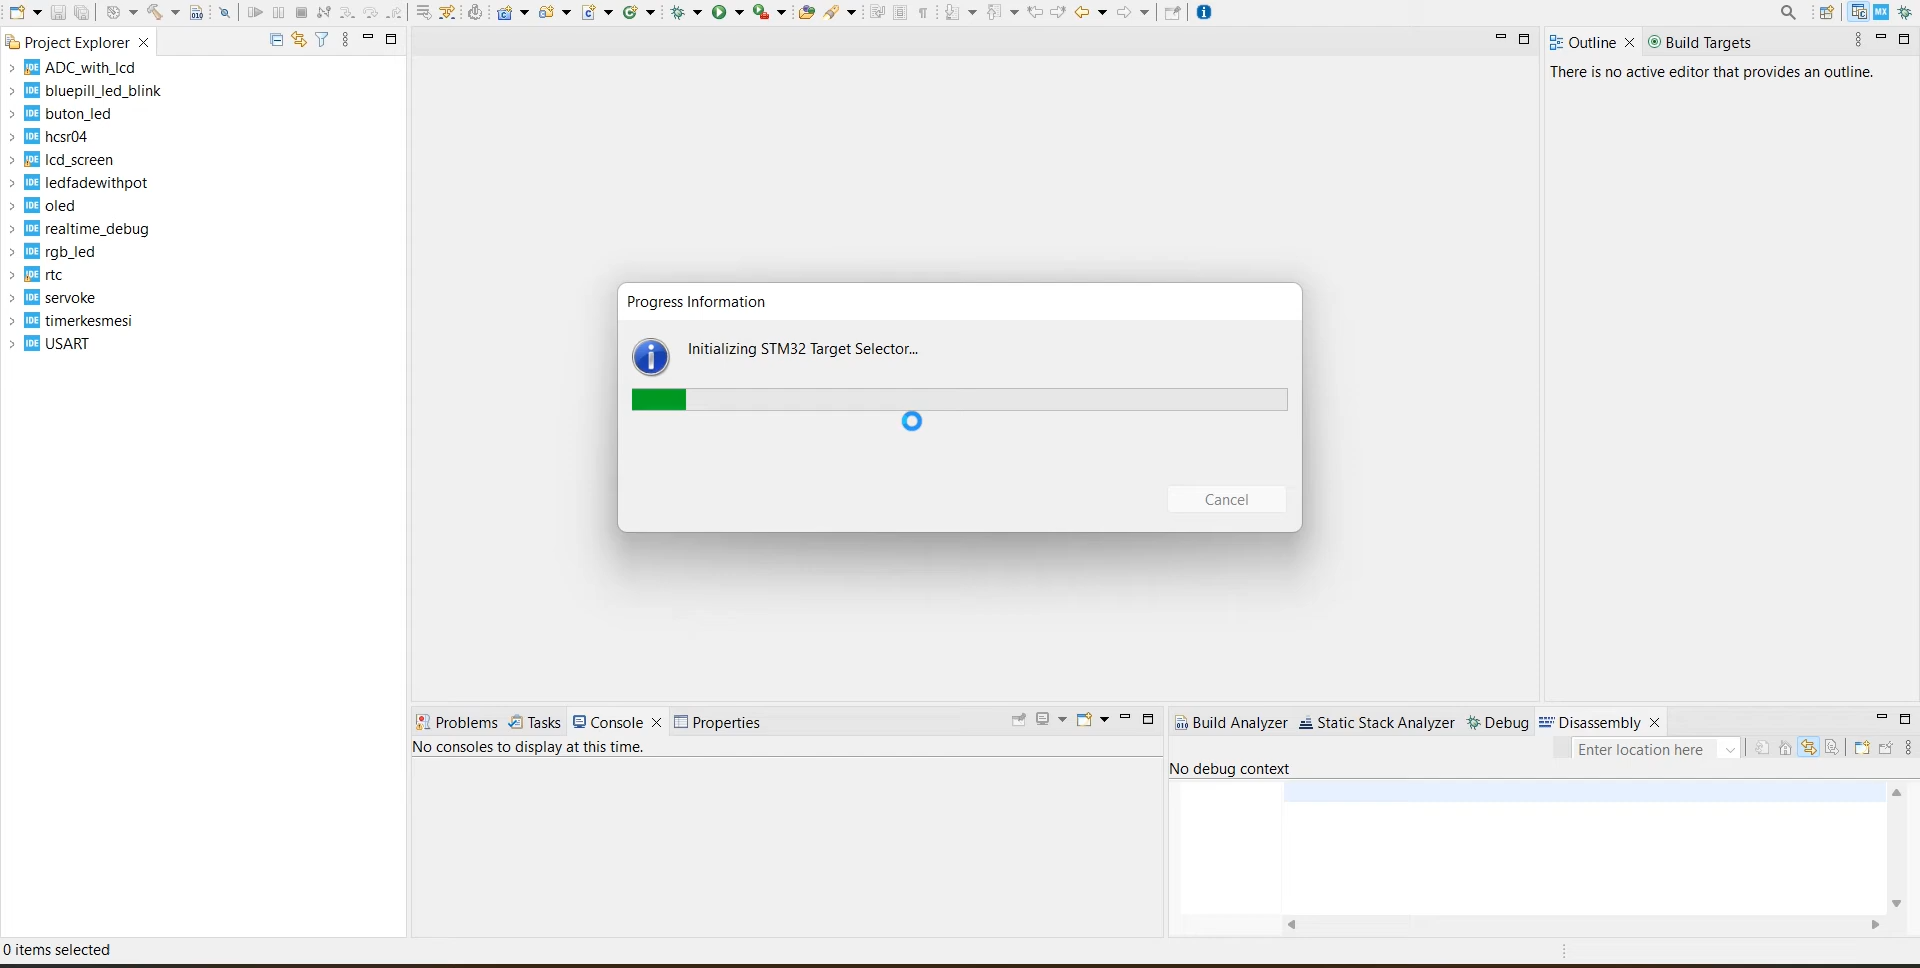 Project Explorer
Outline
Build Targets
ADC_with_lcd
There is no active editor that provides an outline.
bluepill_led_blink
buton_led
hcsr04
lcd_screen
ledfadewithpot
oled
realtime_debug
rgb_led
rtc
servoke
timerkesmesi
USART
Progress Information
Initializing STM32 Target Selector...
Cancel
Problems
Tasks
Console
Properties
No consoles to display at this time.
Build Analyzer
Static Stack Analyzer
Debug
Disassembly
Enter location here
No debug context
0 items selected